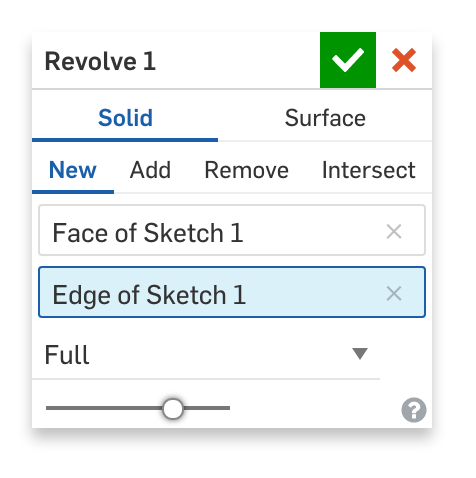 Revolve 1
Solid Surface
New Add Remove Intersect
Face of Sketch 1
Edge of Sketch 1
Full
?